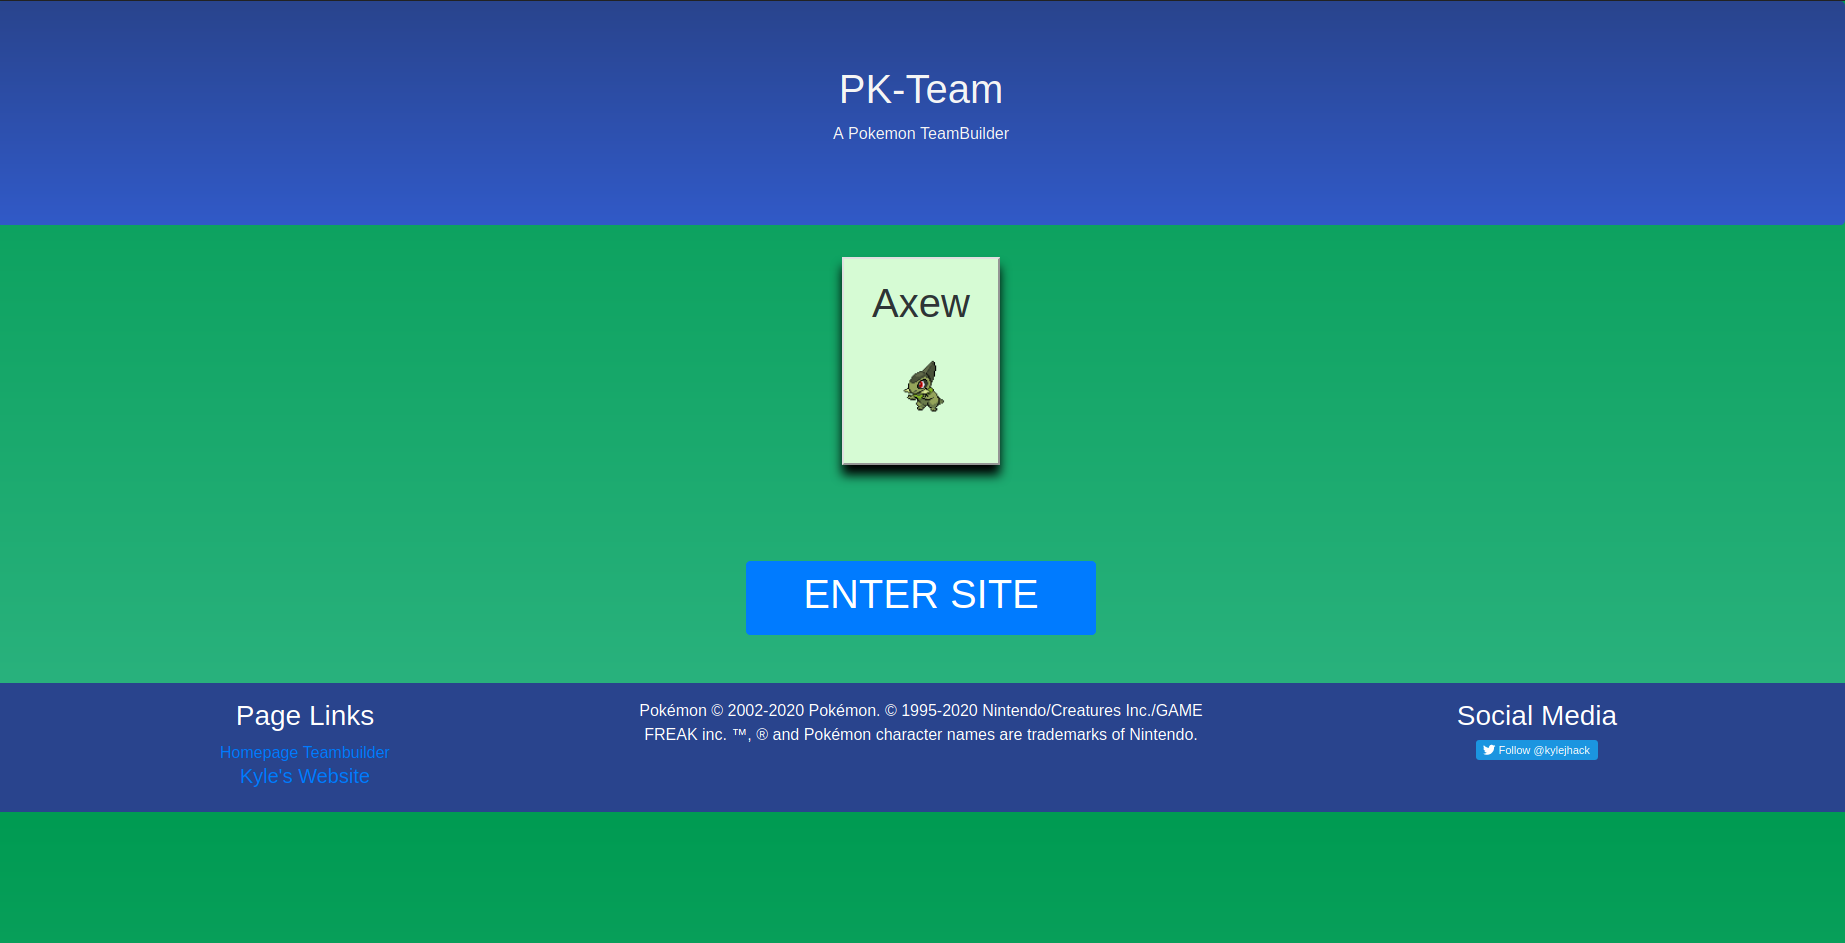 PK-Team
A Pokemon TeamBuilder
Axew
ENTER SITE
Page Links
Homepage Teambuilder
Kyle's Website
Pokémon © 2002-2020 Pokémon. © 1995-2020 Nintendo/Creatures Inc./GAME
FREAK inc. ™, ® and Pokémon character names are trademarks of Nintendo.
Social Media
Follow @kylejhack